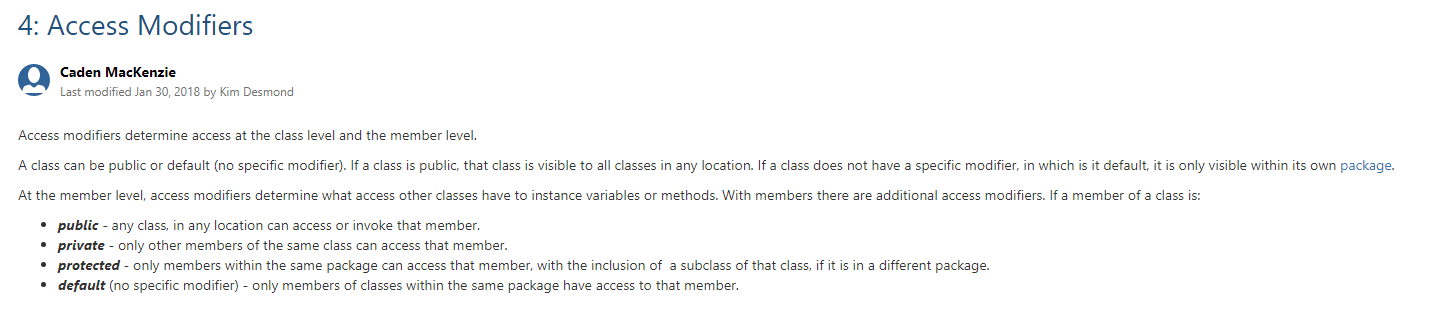 4: Access Modifiers
Caden MacKenzie
Last modified Jan 30, 2018 by Kim Desmond
Access modifiers determine access at the class level and the member level.
A class can be public or default (no specific modifier). If a class is public, that class is visible to all classes in any location. If a class does not have a specific modifier, in which is it default, it is only visible within its own package.
At the member level, access modifiers determine what access other classes have to instance variables or methods. With members there are additional access modifiers. If a member of a class is:
• public - any class, in any location can access or invoke that member.
• private - only other members of the same class can access that member.
• protected - only members within the same package can access that member, with the inclusion of  a subclass of that class, if it is in a different package.
• default (no specific modifier) - only members of classes within the same package have access to that member.